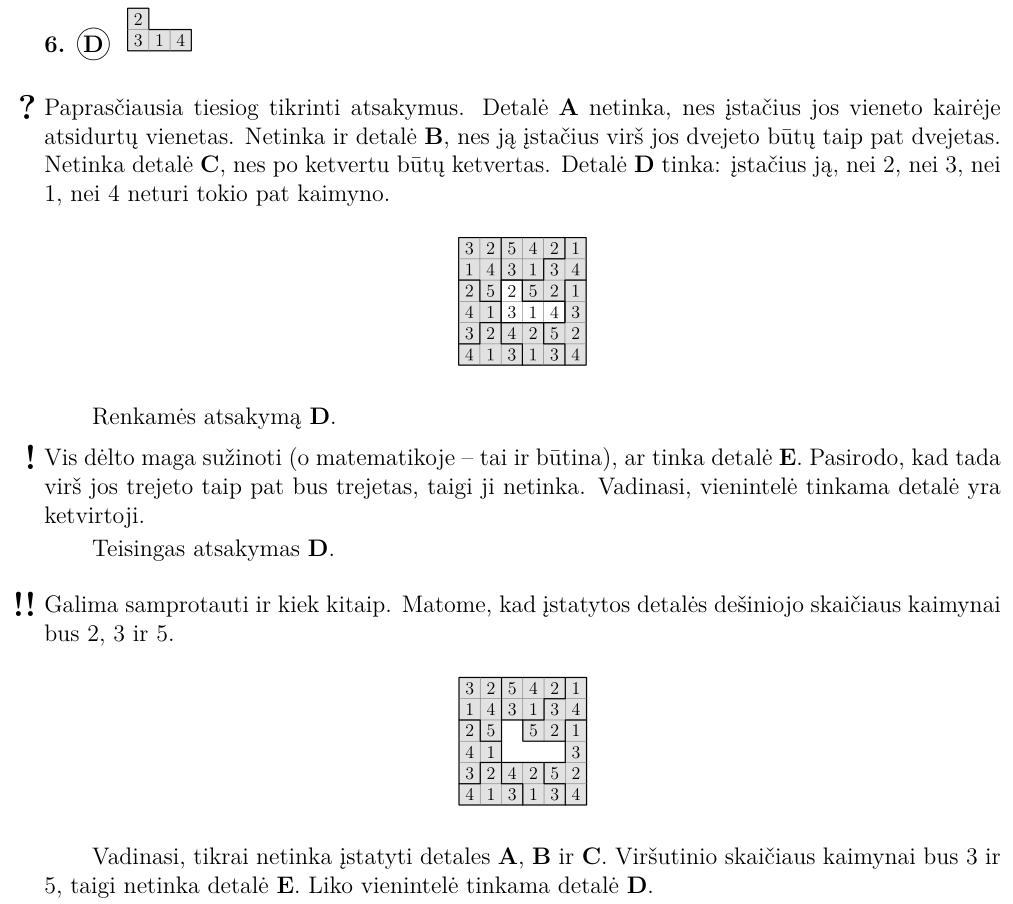 2
6. D 3 1 4
? Paprasčiausia tiesiog tikrinti atsakymus. Detalė A netinka, nes įstačius jos vieneto kairėje
atsidurtų vienetas. Netinka ir detalė B, nes ją įstačius virš jos dvejeto būtų taip pat dvejetas.
Netinka detalė C, nes po ketvertu būtų ketvertas. Detalė D tinka: įstačius ją, nei 2, nei 3, nei
1, nei 4 neturi tokio pat kaimyno.
3 2 5 4 2 1
1 4 3 1 3 4
2 5 2 5 2 1
4 1 3 1 4 3
3 2 4 2 5 2
4 1 3 1 3 4
Renkamės atsakymą D.
! Vis dėlto maga sužinoti (o matematikoje – tai ir būtina), ar tinka detalė E. Pasirodo, kad tada
virš jos trejeto taip pat bus trejetas, taigi ji netinka. Vadinasi, vienintelė tinkama detalė yra
ketvirtoji.
Teisingas atsakymas D.
!! Galima samprotauti ir kiek kitaip. Matome, kad įstatytos detalės dešiniojo skaičiaus kaimynai
bus 2, 3 ir 5.
3 2 5 4 2 1
1 4 3 1 3 4
2 5 5 2 1
4 1 3
3 2 4 2 5 2
4 1 3 1 3 4
Vadinasi, tikrai netinka įstatyti detales A, B ir C. Viršutinio skaičiaus kaimynai bus 3 ir
5, taigi netinka detalė E. Liko vienintelė tinkama detalė D.